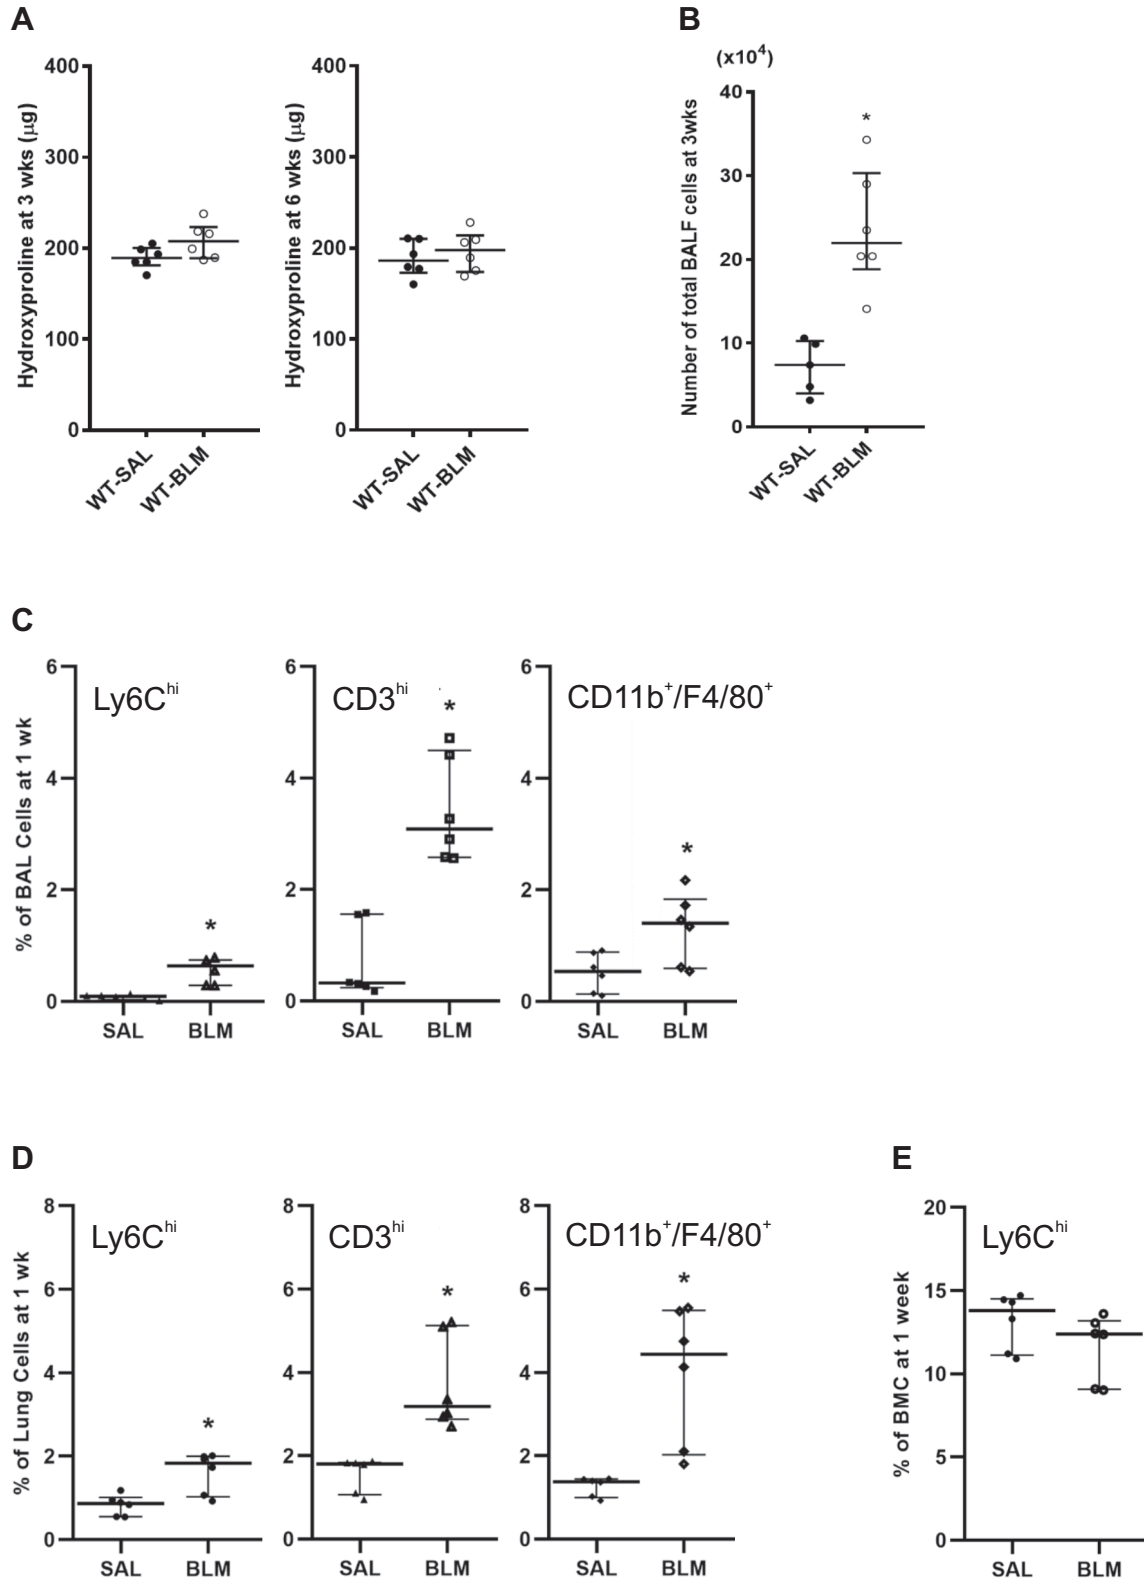 A
Hydroxyproline at 3 wks (μg)
400
300
200
100
0
WT-SAL
WT-BLM
Hydroxyproline at 6 wks (μg)
400
300
200
100
0
WT-SAL
WT-BLM
B
(x10⁴)
Number of total BALF cells at 3wks
40
30
20
10
0
*
WT-SAL
WT-BLM
C
% of BAL Cells at 1 wk
6
4
2
0
Ly6Cʰⁱ
*
SAL
BLM
6
4
2
0
CD3ʰⁱ
*
SAL
BLM
6
4
2
0
CD11b⁺/F4/80⁺
*
SAL
BLM
D
% of Lung Cells at 1 wk
8
6
4
2
0
Ly6Cʰⁱ
*
SAL
BLM
8
6
4
2
0
CD3ʰⁱ
*
SAL
BLM
8
6
4
2
0
CD11b⁺/F4/80⁺
*
SAL
BLM
E
% of BMC at 1 week
20
15
10
5
0
Ly6Cʰⁱ
SAL
BLM